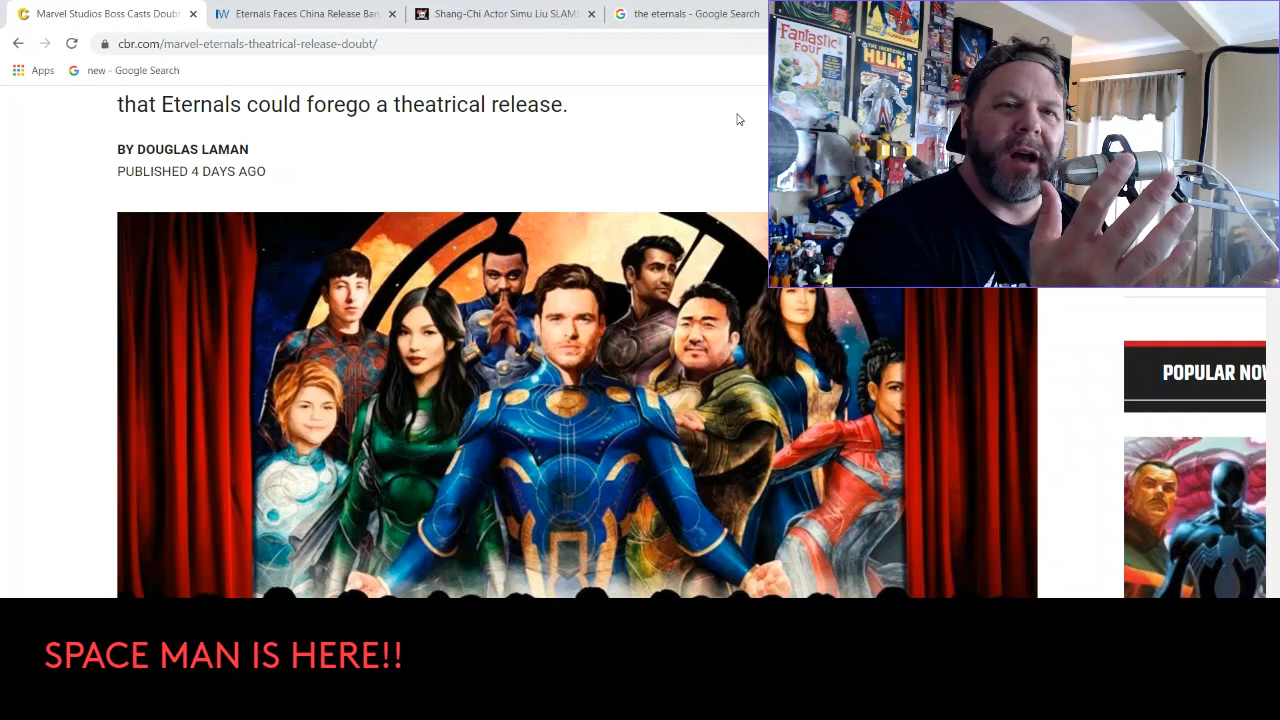 Marvel Studios Boss Casts Doubt
Eternals Faces China Release Ban
Shang-Chi Actor Simu Liu SLAMS
the eternals - Google Search
cbr.com/marvel-eternals-theatrical-release-doubt/
Apps
new - Google Search
that Eternals could forego a theatrical release.
BY DOUGLAS LAMAN
PUBLISHED 4 DAYS AGO
FANTASTIC
FOUR
THE INCREDIBLE
HULK
POPULAR NOW
SPACE MAN IS HERE!!